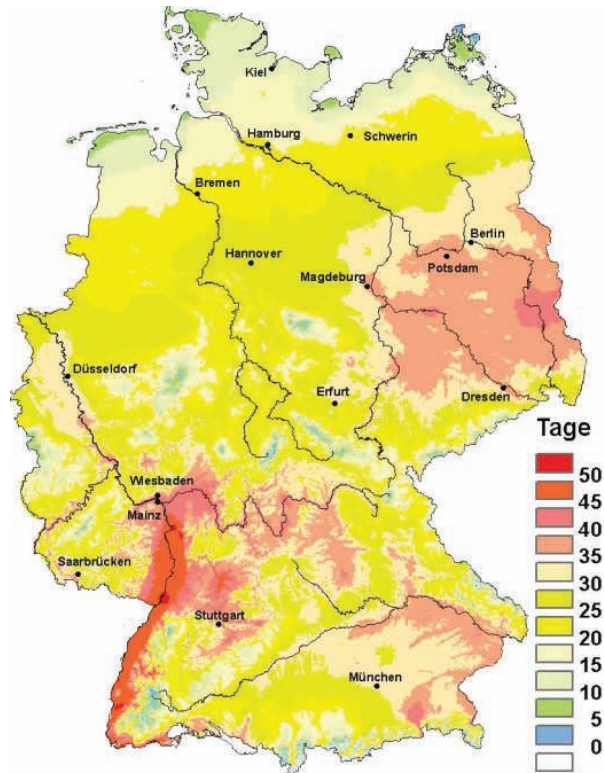 Kiel
Hamburg
Schwerin
Bremen
Berlin
Hannover
Potsdam
Magdeburg
Düsseldorf
Erfurt
Dresden
Tage
Wiesbaden
50
Mainz
45
40
35
Saarbrücken
30
25
Stuttgart
20
15
München
10
5
0